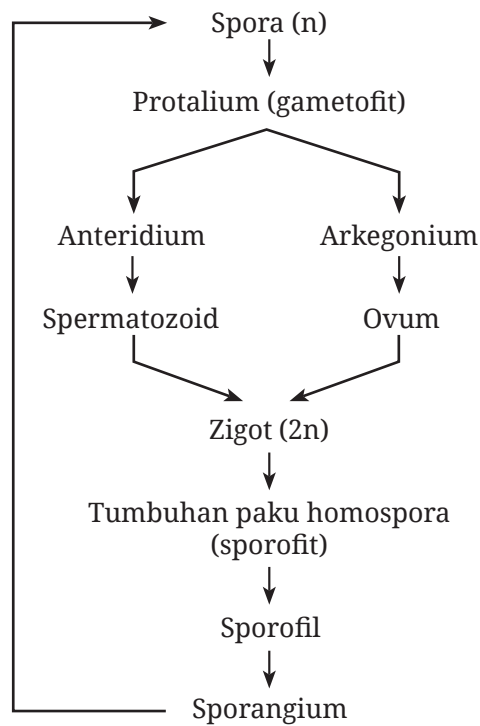 Spora (n)
Protalium (gametofit)
Anteridium
Arkegonium
Spermatozoid
Ovum
Zigot (2n)
Tumbuhan paku homospora
(sporofit)
Sporofil
Sporangium